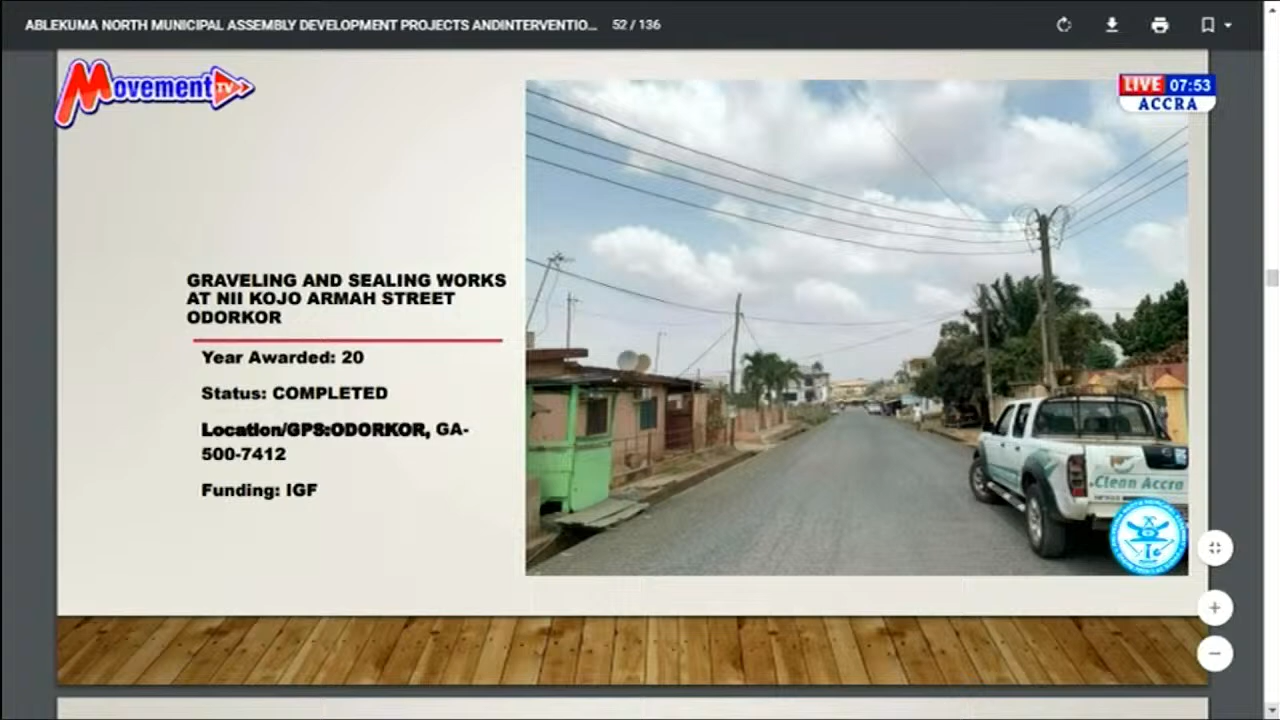 ABLEKUMA NORTH MUNICIPAL ASSEMBLY DEVELOPMENT PROJECTS ANDINTERVENTIO... 52 / 136
Movement TV
LIVE 07:53
ACCRA
GRAVELING AND SEALING WORKS
AT NII KOJO ARMAH STREET
ODORKOR
Year Awarded: 20
Status: COMPLETED
Location/GPS:ODORKOR, GA-
500-7412
Funding: IGF
Clean Accra